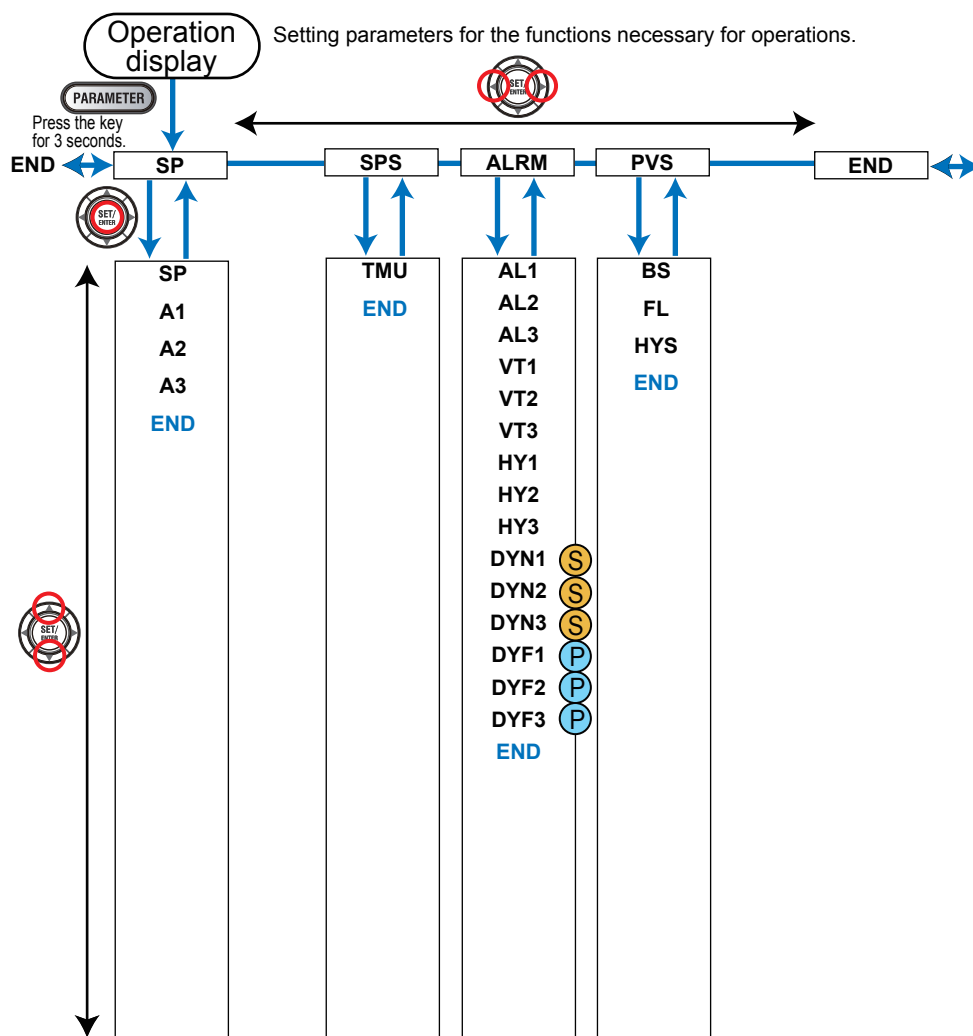 Operation
display
Setting parameters for the functions necessary for operations.
PARAMETER
Press the key
for 3 seconds.
SET/
ENTER
END
SP
SPS
ALRM
PVS
END
SET/
ENTER
SP
A1
A2
A3
END
TMU
END
AL1
AL2
AL3
VT1
VT2
VT3
HY1
HY2
HY3
DYN1 S
DYN2 S
DYN3 S
DYF1 P
DYF2 P
DYF3 P
END
BS
FL
HYS
END
SET/
ENTER